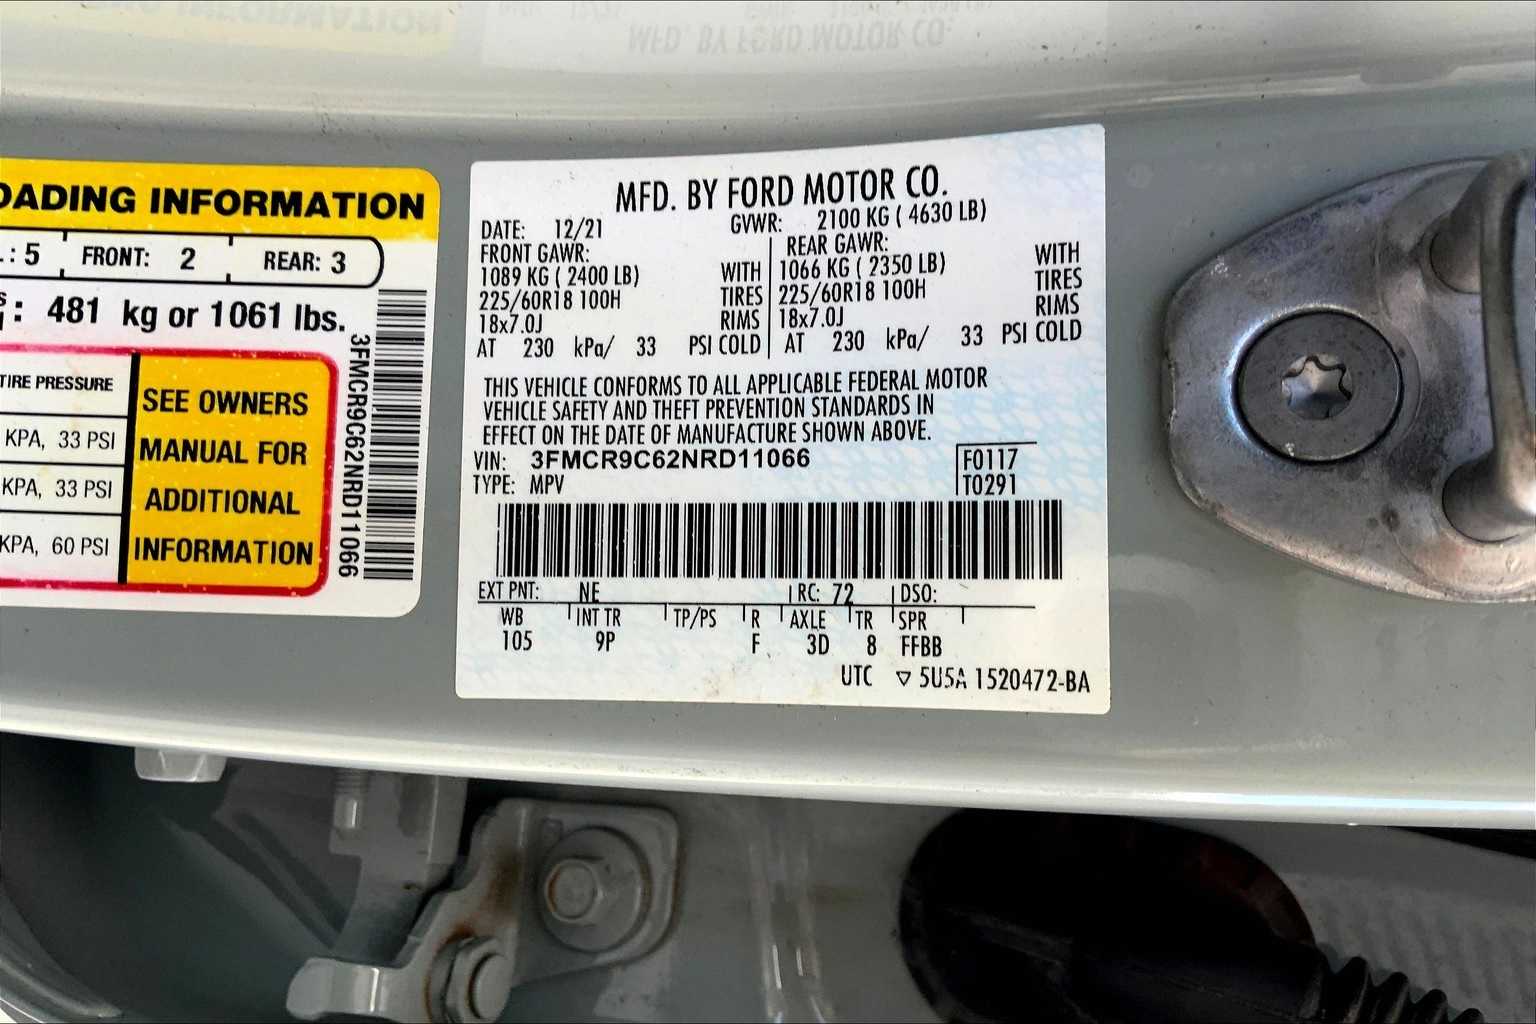 MFD. BY FORD MOTOR CO.
OADING INFORMATION
: 5 FRONT: 2 REAR: 3
: 481 kg or 1061 lbs.
TIRE PRESSURE
KPA, 33 PSI
KPA, 33 PSI
KPA, 60 PSI
SEE OWNERS
MANUAL FOR
ADDITIONAL
INFORMATION
3FMCR9C62NRD11066
MFD. BY FORD MOTOR CO.
DATE: 12/21 GVWR: 2100 KG ( 4630 LB)
FRONT GAWR: REAR GAWR:
1089 KG ( 2400 LB) WITH 1066 KG ( 2350 LB) WITH
225/60R18 100H TIRES 225/60R18 100H TIRES
18x7.0J RIMS 18x7.0J RIMS
AT 230 kPa/ 33 PSI COLD AT 230 kPa/ 33 PSI COLD
THIS VEHICLE CONFORMS TO ALL APPLICABLE FEDERAL MOTOR
VEHICLE SAFETY AND THEFT PREVENTION STANDARDS IN
EFFECT ON THE DATE OF MANUFACTURE SHOWN ABOVE.
VIN: 3FMCR9C62NRD11066 F0117
TYPE: MPV T0291
EXT PNT: NE RC: 72 DSO:
WB INT TR TP/PS R AXLE TR SPR
105 9P F 3D 8 FFBB
UTC ▽ 5U5A 1520472-BA